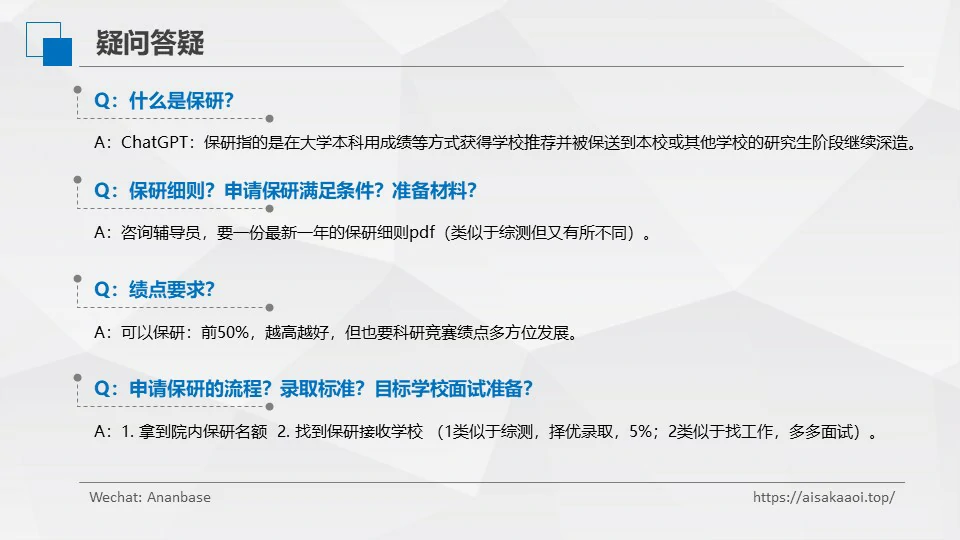 疑问答疑
Q：什么是保研？
A：ChatGPT：保研指的是在大学本科用成绩等方式获得学校推荐并被保送到本校或其他学校的研究生阶段继续深造。
Q：保研细则？申请保研满足条件？准备材料？
A：咨询辅导员，要一份最新一年的保研细则pdf（类似于综测但又有所不同）。
Q：绩点要求？
A：可以保研：前50%，越高越好，但也要科研竞赛绩点多方位发展。
Q：申请保研的流程？录取标准？目标学校面试准备？
A：1. 拿到院内保研名额  2. 找到保研接收学校 （1类似于综测，择优录取，5%；2类似于找工作，多多面试）。
Wechat: Ananbase
https://aisakaaoi.top/